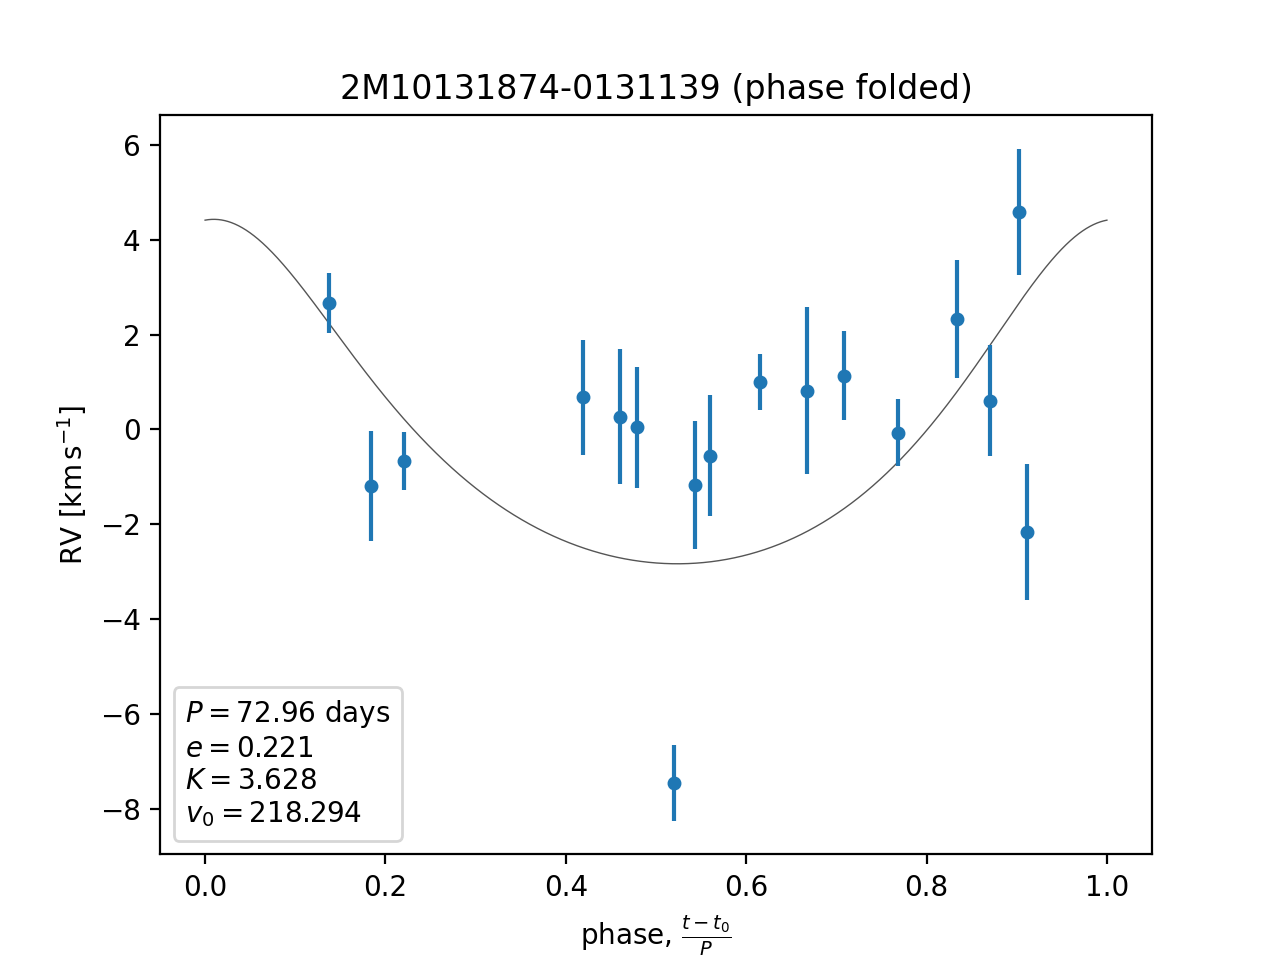 2M10131874-0131139 (phase folded)
6
4
2
0
−2
−4
−6
−8
RV [km s⁻¹]
P = 72.96 days
e = 0.221
K = 3.628
v₀ = 218.294
0.0 0.2 0.4 0.6 0.8 1.0
phase, (t − t₀)/P